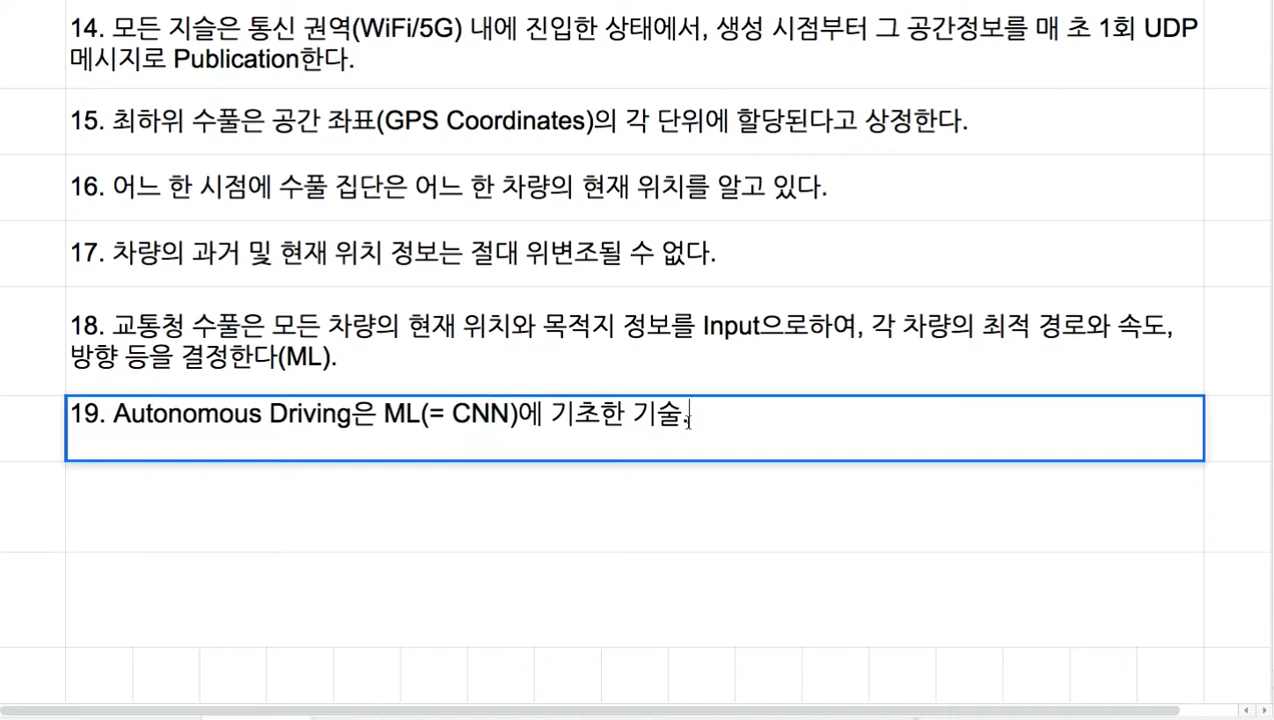 14. 모든 지슬은 통신 권역(WiFi/5G) 내에 진입한 상태에서, 생성 시점부터 그 공간정보를 매 초 1회 UDP
메시지로 Publication한다.
15. 최하위 수풀은 공간 좌표(GPS Coordinates)의 각 단위에 할당된다고 상정한다.
16. 어느 한 시점에 수풀 집단은 어느 한 차량의 현재 위치를 알고 있다.
17. 차량의 과거 및 현재 위치 정보는 절대 위변조될 수 없다.
18. 교통청 수풀은 모든 차량의 현재 위치와 목적지 정보를 Input으로하여, 각 차량의 최적 경로와 속도,
방향 등을 결정한다(ML).
19. Autonomous Driving은 ML(= CNN)에 기초한 기술.